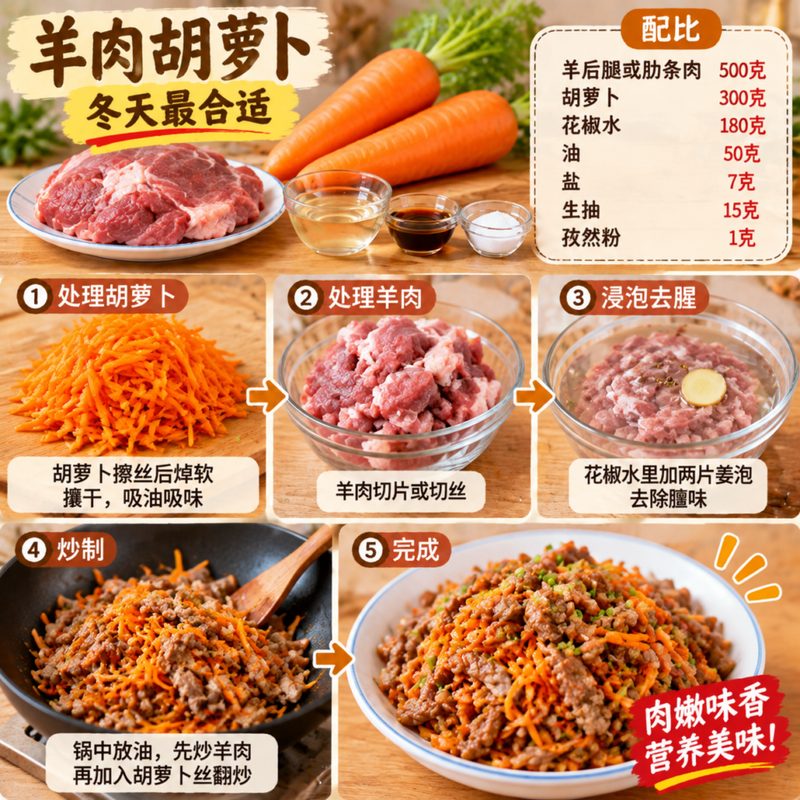 羊肉胡萝卜
冬天最合适
配比
羊后腿或肋条肉 500克
胡萝卜 300克
花椒水 180克
油 50克
盐 7克
生抽 15克
孜然粉 1克
1 处理胡萝卜
胡萝卜擦丝后焯软
攘干，吸油吸味
2 处理羊肉
羊肉切片或切丝
3 浸泡去腥
花椒水里加两片姜泡
去除膻味
4 炒制
锅中放油，先炒羊肉
再加入胡萝卜丝翻炒
5 完成
肉嫩味香
营养美味!